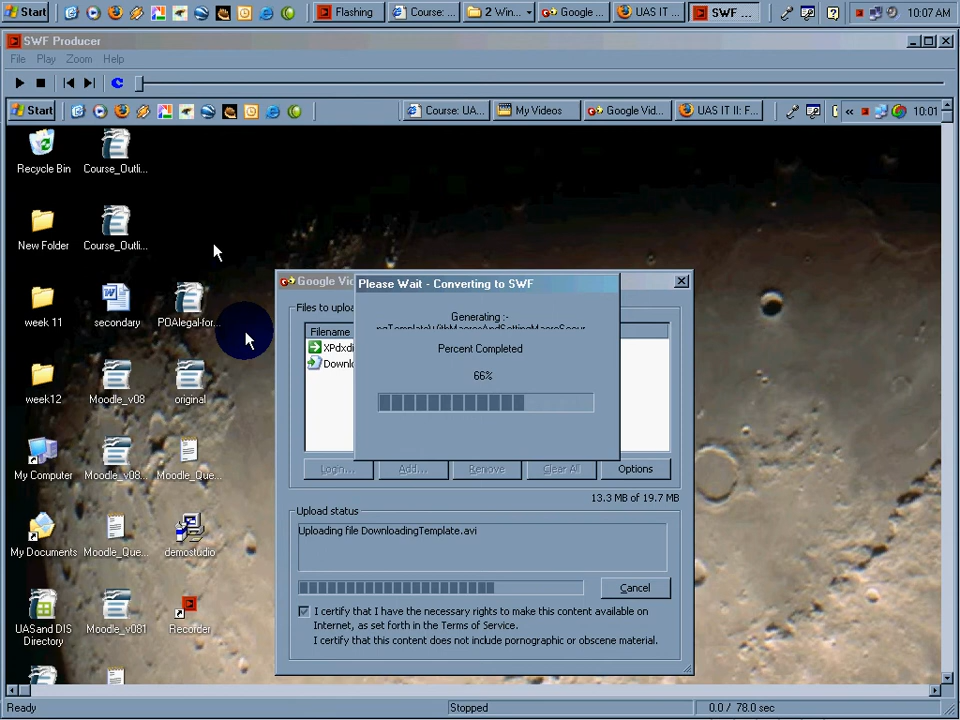 Start Flashing Course: ... 2 Win... Google ... UAS IT ... SWF ... 10:07 AM
SWF Producer
File Play Zoom Help
Start Course: UA... My Videos Google Vid... UAS IT II: F... « 10:01
Recycle Bin Course_Outli...
New Folder Course_Outli...
week 11 secondary POAlegal-for...
week12 Moodle_v08 original
My Computer Moodle_v08... Moodle_Que...
My Documents Moodle_Que... demostudio
UASand DIS Directory Moodle_v081 Recorder
Google Vid
Files to uploa
Filename
XPdxdi
Downlo
Please Wait - Converting to SWF
Generating :-
Percent Completed
66%
Login... Add... Remove Clear All Options
13.3 MB of 19.7 MB
Upload status
Uploading file DownloadingTemplate.avi
Cancel
I certify that I have the necessary rights to make this content available on
Internet, as set forth in the Terms of Service.
I certify that this content does not include pornographic or obscene material.
Ready Stopped 0.0 / 78.0 sec